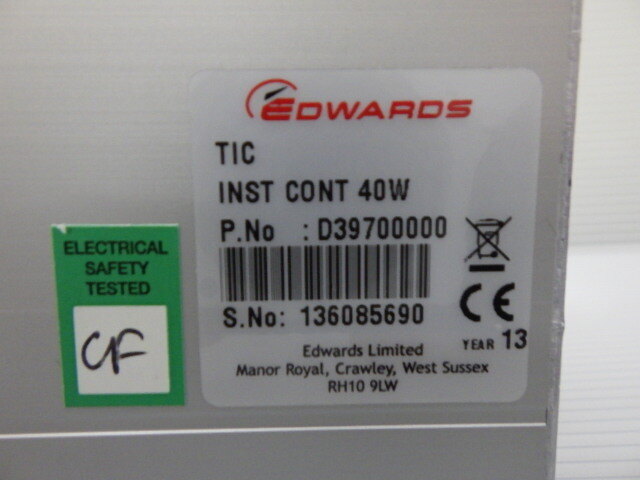 EDWARDS
TIC
INST CONT 40W
P.No : D39700000
S.No: 136085690
CE
YEAR 13
Edwards Limited
Manor Royal, Crawley, West Sussex
RH10 9LW
ELECTRICAL
SAFETY
TESTED